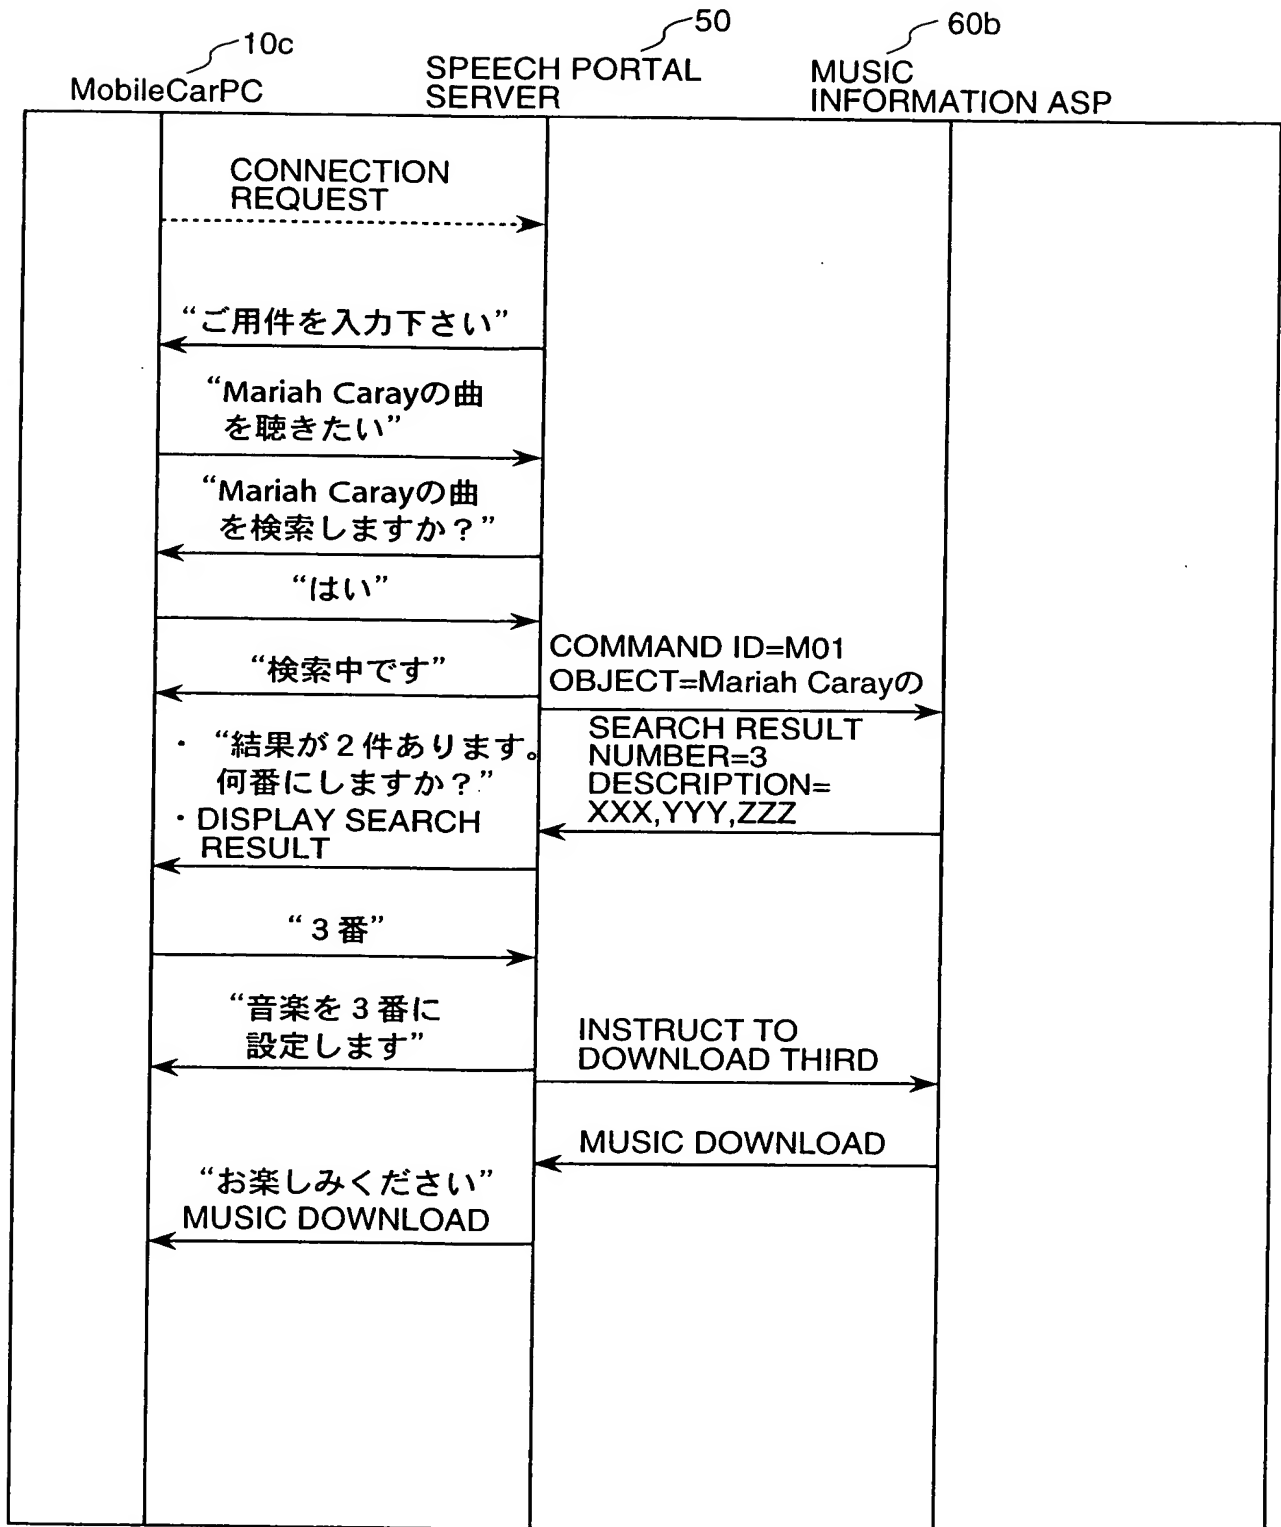 10c
50
60b
MobileCarPC
SPEECH PORTAL
SERVER
MUSIC
INFORMATION ASP
CONNECTION
REQUEST
“ご用件を入力下さい”
“Mariah Carayの曲
を聴きたい”
“Mariah Carayの曲
を検索しますか？”
“はい”
“検索中です”
COMMAND ID=M01
OBJECT=Mariah Carayの
SEARCH RESULT
NUMBER=3
DESCRIPTION=
XXX,YYY,ZZZ
・ “結果が２件あります。
何番にしますか？”
・DISPLAY SEARCH
RESULT
“３番”
“音楽を３番に
設定します”
INSTRUCT TO
DOWNLOAD THIRD
MUSIC DOWNLOAD
“お楽しみください”
MUSIC DOWNLOAD